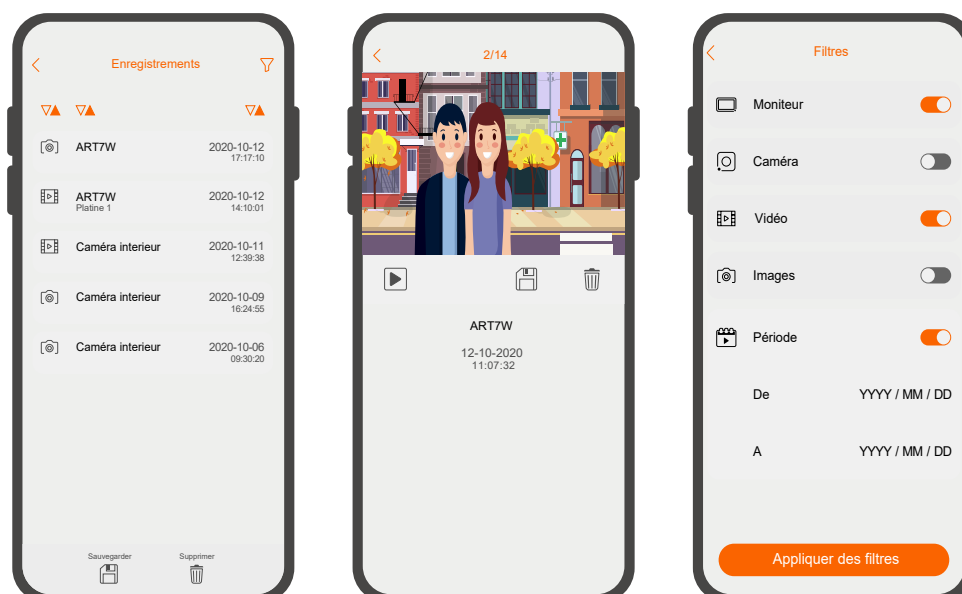 Enregistrements
ART7W
2020-10-12
17:17:10
ART7W
2020-10-12
Platine 1
14:10:01
Caméra interieur
2020-10-11
12:39:38
Caméra interieur
2020-10-09
16:24:55
Caméra interieur
2020-10-06
09:30:20
Sauvegarder
Supprimer
2/14
ART7W
12-10-2020
11:07:32
Filtres
Moniteur
Caméra
Vidéo
Images
Période
De
YYYY / MM / DD
A
YYYY / MM / DD
Appliquer des filtres